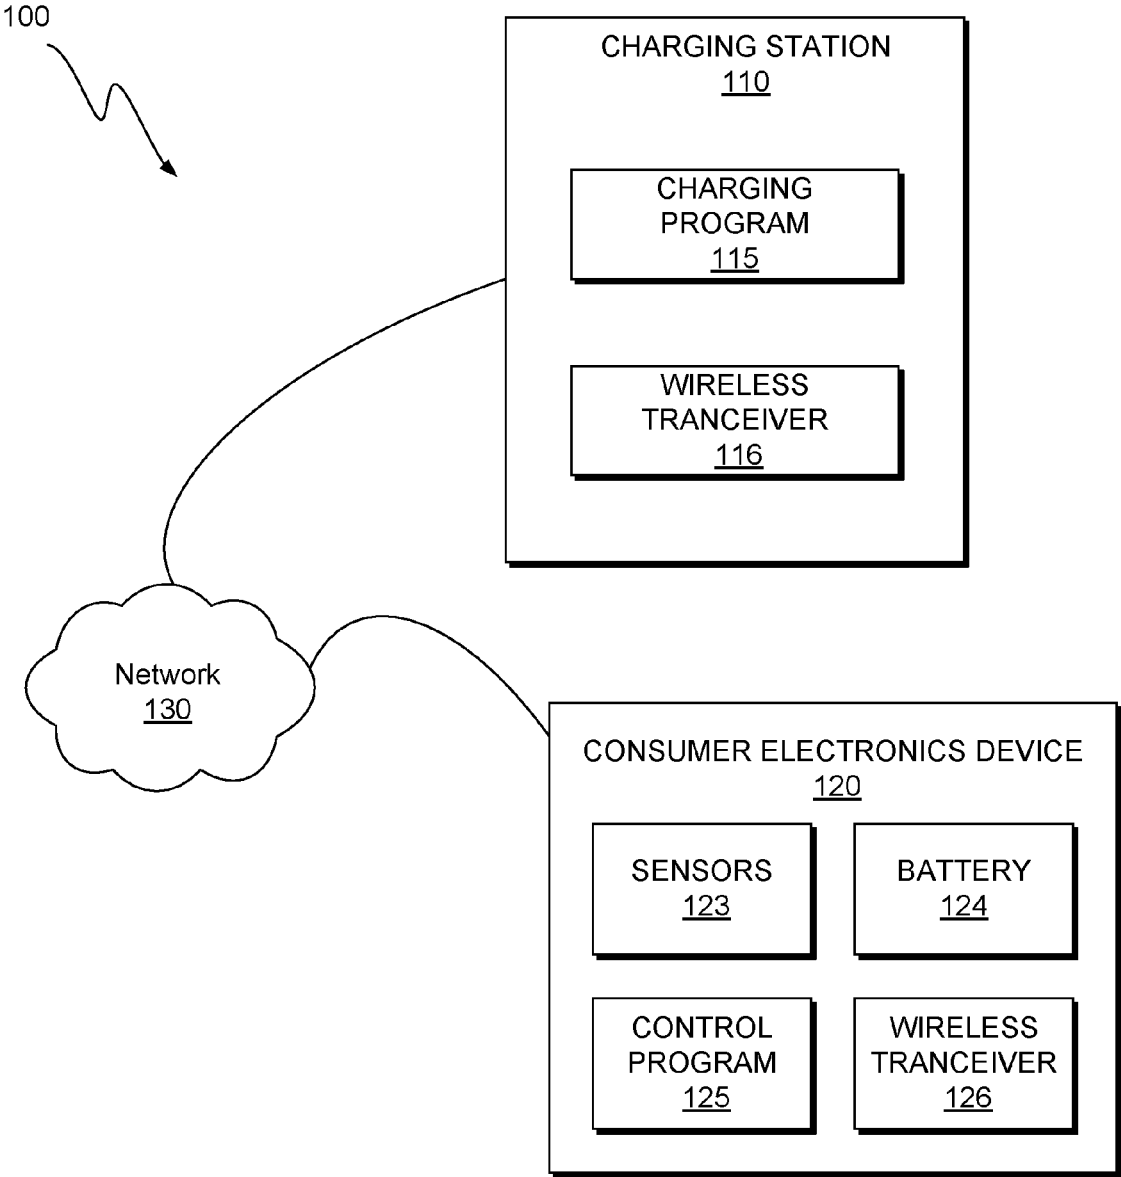 100
CHARGING STATION
110
CHARGING
PROGRAM
115
WIRELESS
TRANCEIVER
116
Network
130
CONSUMER ELECTRONICS DEVICE
120
SENSORS
123
BATTERY
124
CONTROL
PROGRAM
125
WIRELESS
TRANCEIVER
126